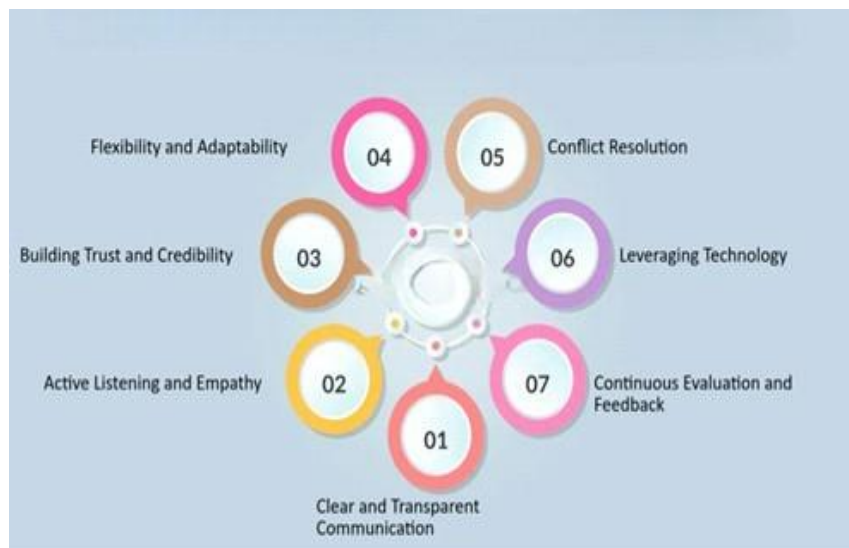 04
Flexibility and Adaptability
05
Conflict Resolution
03
Building Trust and Credibility
06
Leveraging Technology
02
Active Listening and Empathy
07
Continuous Evaluation and
Feedback
01
Clear and Transparent
Communication